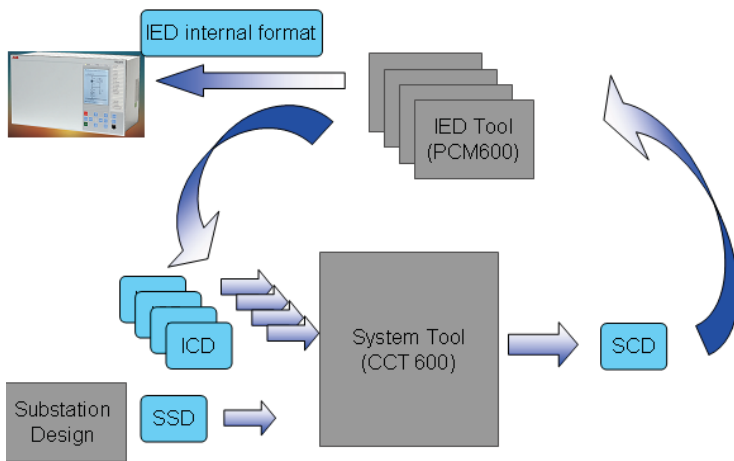 IED internal format
IED Tool
(PCM600)
ICD
System Tool
(CCT 600)
SCD
Substation
Design
SSD